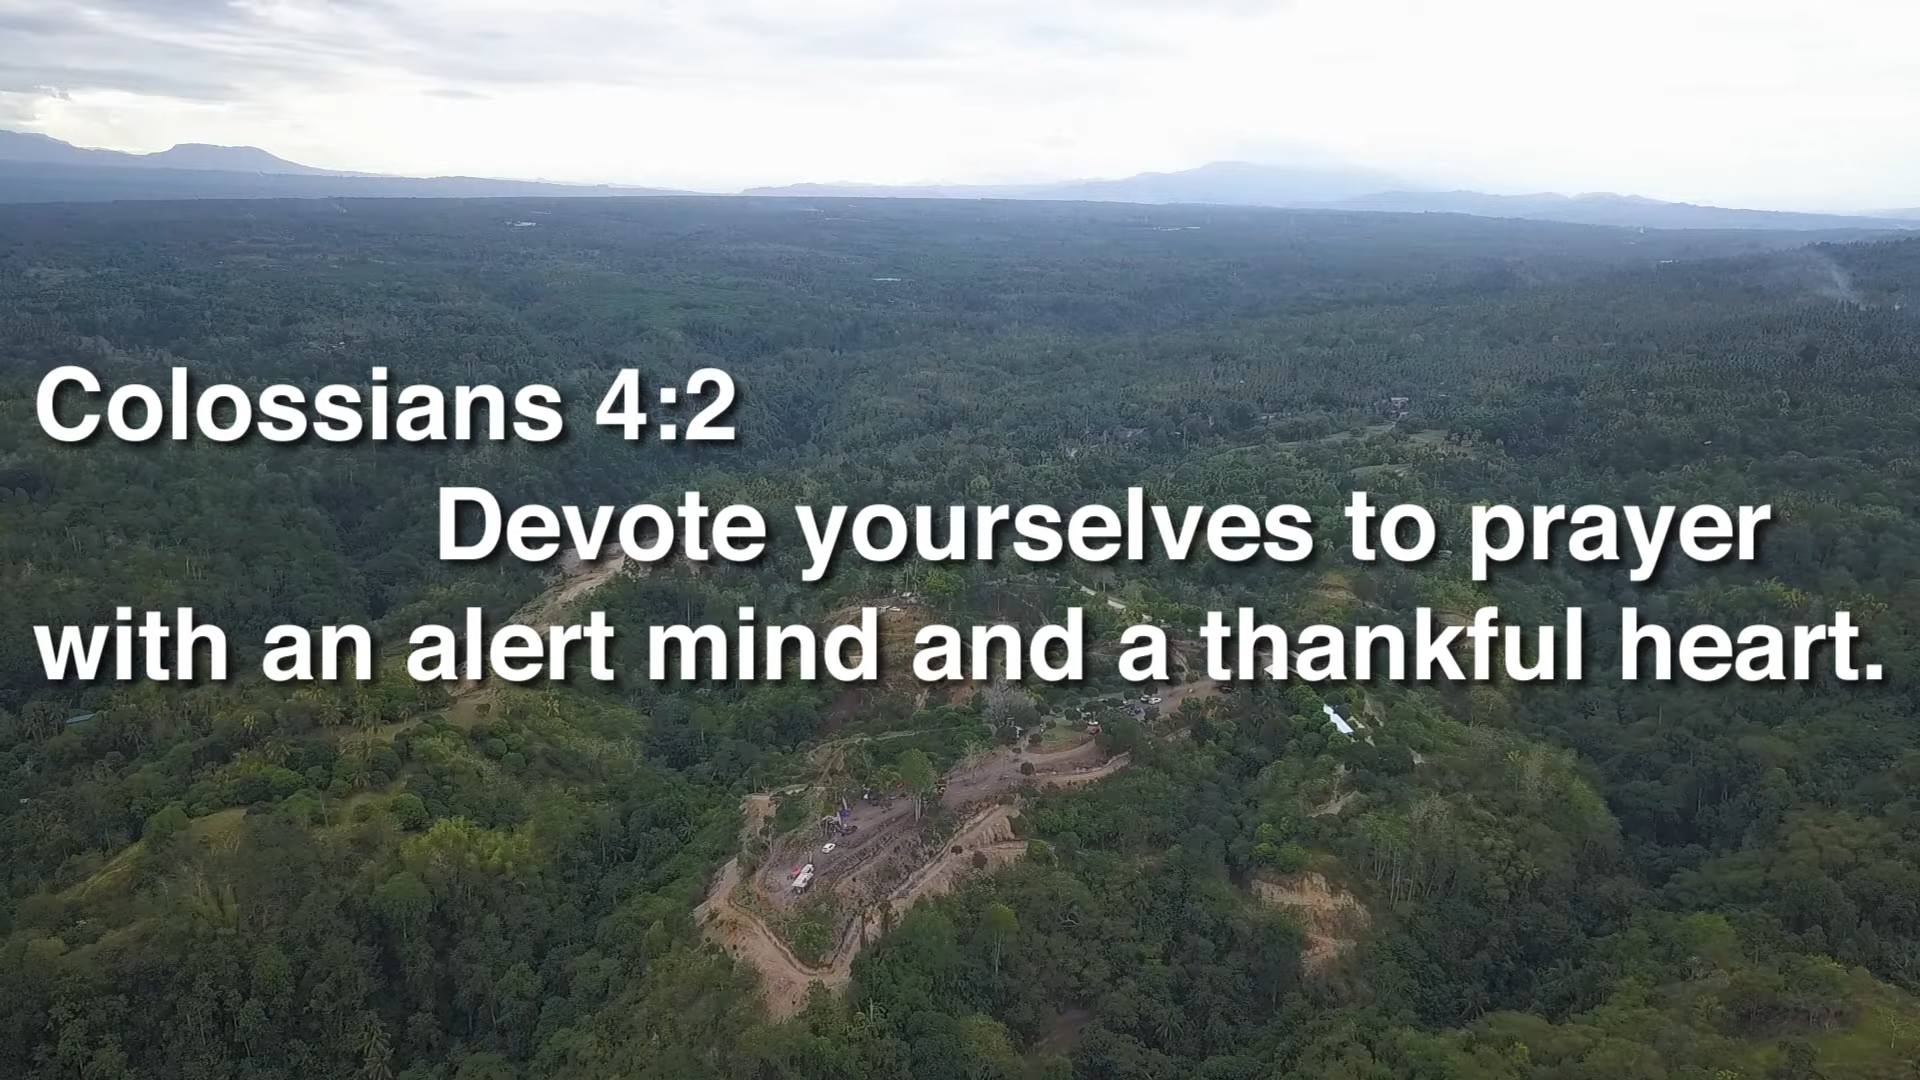 Colossians 4:2
Devote yourselves to prayer
with an alert mind and a thankful heart.